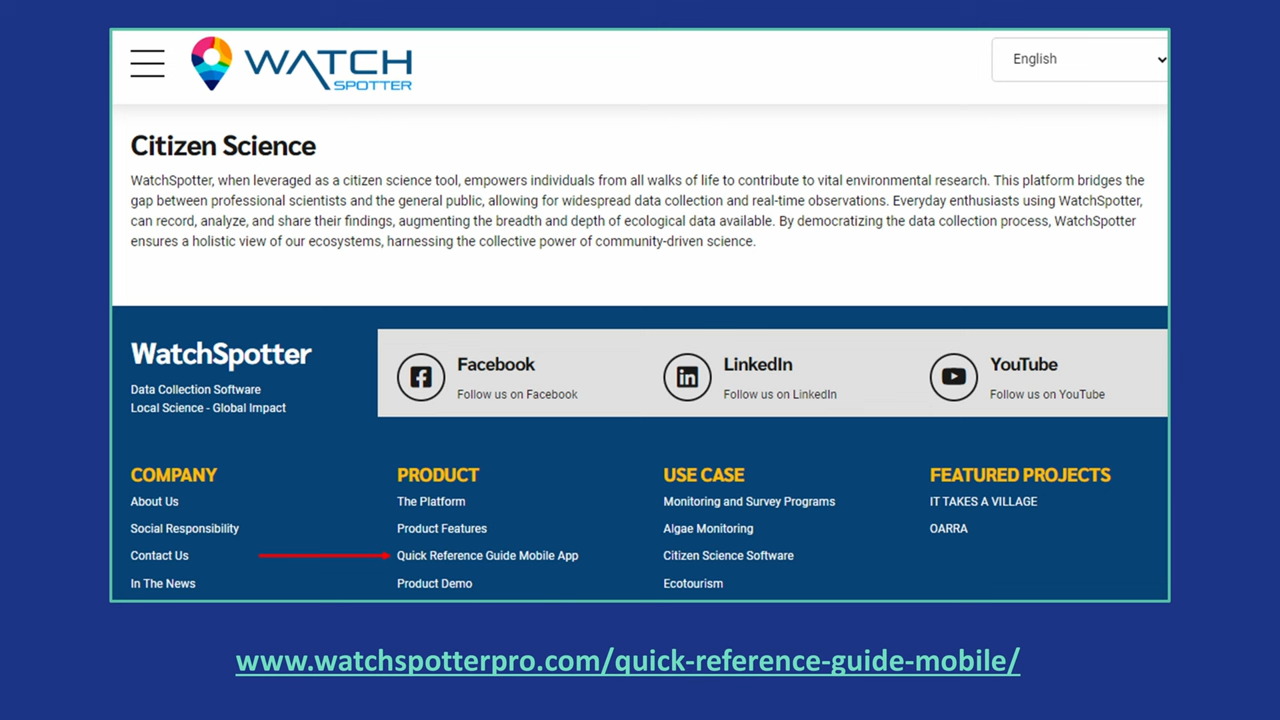 WATCH
SPOTTER
English
Citizen Science
WatchSpotter, when leveraged as a citizen science tool, empowers individuals from all walks of life to contribute to vital environmental research. This platform bridges the
gap between professional scientists and the general public, allowing for widespread data collection and real-time observations. Everyday enthusiasts using WatchSpotter,
can record, analyze, and share their findings, augmenting the breadth and depth of ecological data available. By democratizing the data collection process, WatchSpotter
ensures a holistic view of our ecosystems, harnessing the collective power of community-driven science.
WatchSpotter
Data Collection Software
Local Science - Global Impact
Facebook
Follow us on Facebook
LinkedIn
Follow us on LinkedIn
YouTube
Follow us on YouTube
COMPANY
About Us
Social Responsibility
Contact Us
In The News
PRODUCT
The Platform
Product Features
Quick Reference Guide Mobile App
Product Demo
USE CASE
Monitoring and Survey Programs
Algae Monitoring
Citizen Science Software
Ecotourism
FEATURED PROJECTS
IT TAKES A VILLAGE
OARRA
www.watchspotterpro.com/quick-reference-guide-mobile/